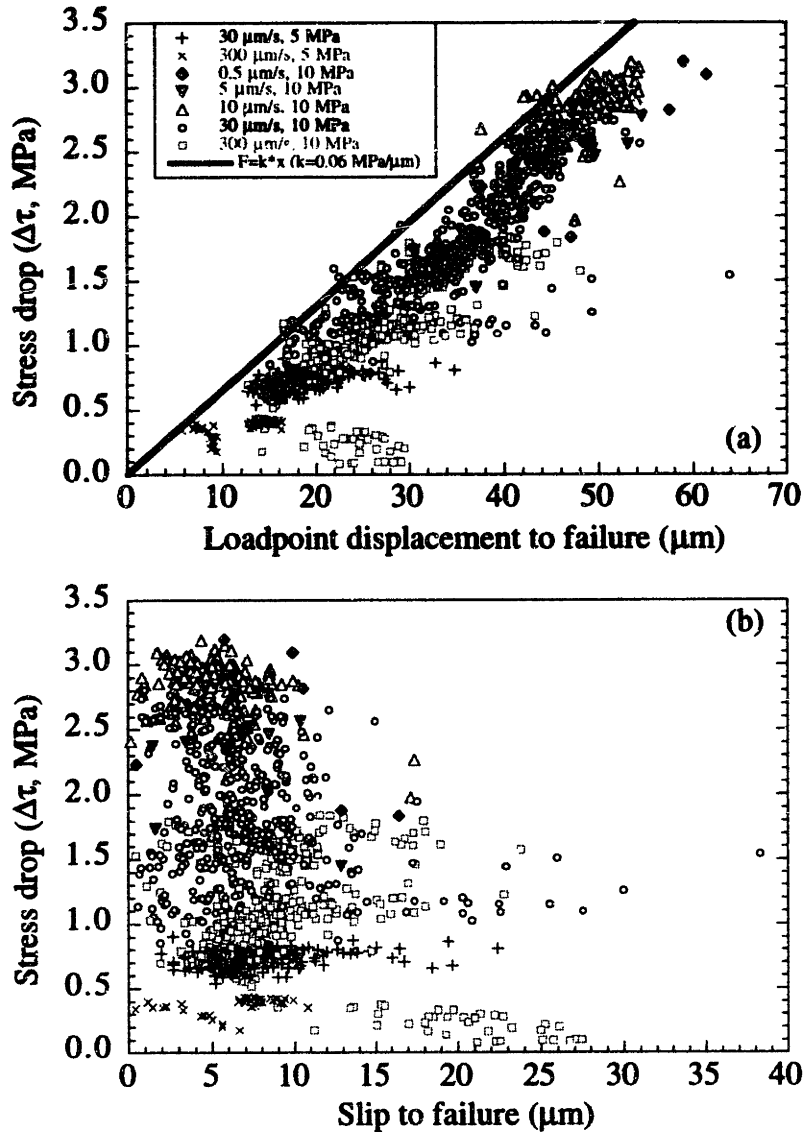 3.5
3.0
2.5
2.0
1.5
1.0
0.5
0.0
Stress drop (Δτ, MPa)
30 μm/s, 5 MPa
300 μm/s, 5 MPa
0.5 μm/s, 10 MPa
5 μm/s, 10 MPa
10 μm/s, 10 MPa
30 μm/s, 10 MPa
300 μm/s, 10 MPa
F=k*x (k=0.06 MPa/μm)
(a)
0 10 20 30 40 50 60 70
Loadpoint displacement to failure (μm)
3.5
3.0
2.5
2.0
1.5
1.0
0.5
0.0
Stress drop (Δτ, MPa)
(b)
0 5 10 15 20 25 30 35 40
Slip to failure (μm)